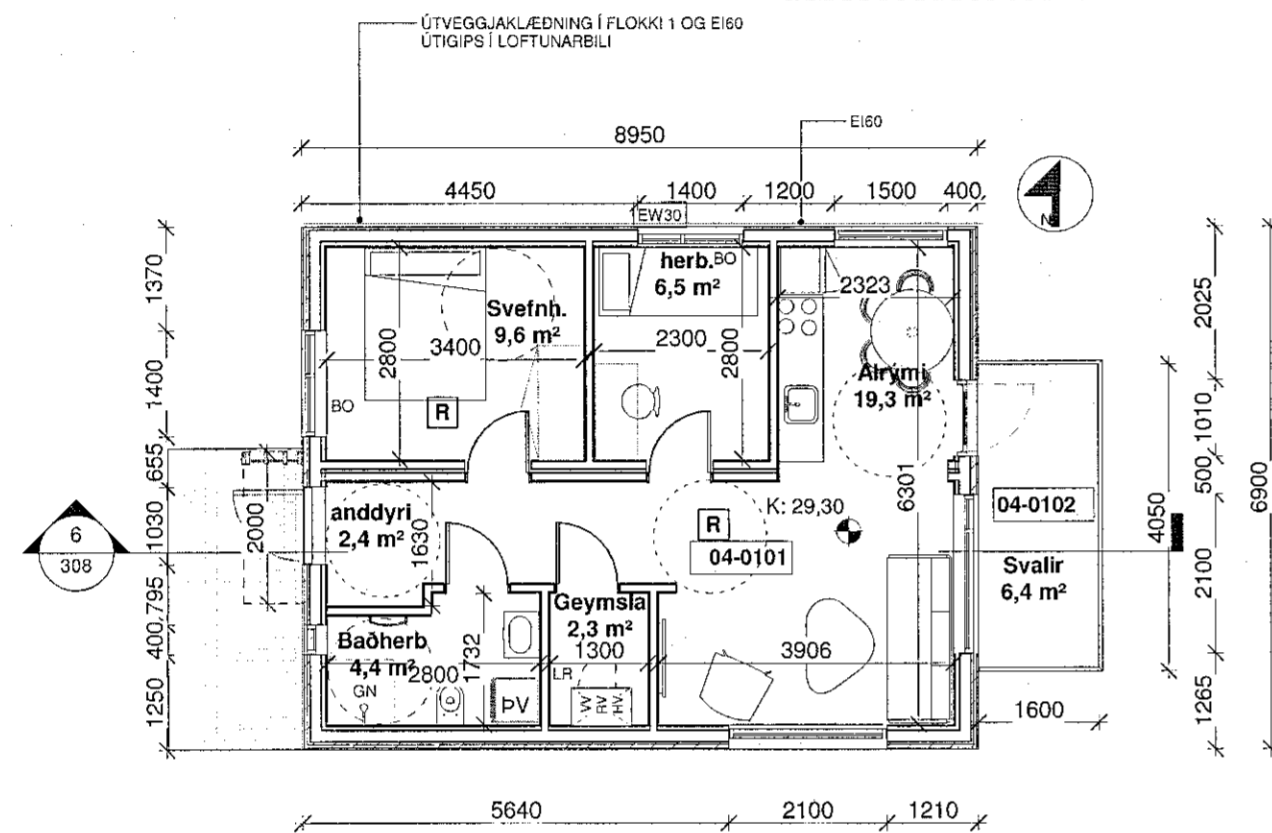 ÚTVEGGJAKLÆÐNING Í FLOKKI 1 OG EI60
ÚTIGIPS Í LOFTUNARBILI
EI60
8950
4450
1400
1200
1500
400
EW30
N
1370
1400
655
1030
795
400
1250
2000
6
308
Svefnh.
9,6 m²
2800
3400
BO
R
herb.
BO
6,5 m²
2300
2800
2323
Alrými
19,3 m²
6301
K: 29,30
R
04-0101
anddyri
2,4 m²
1630
Baðherb
4,4 m²
2800
1732
GN
ÞV
Geymsla
2,3 m²
1300
LR
VV
RV
HV
3906
04-0102
Svalir
6,4 m²
1600
4050
2025
1010
500
2100
1265
6900
5640
2100
1210